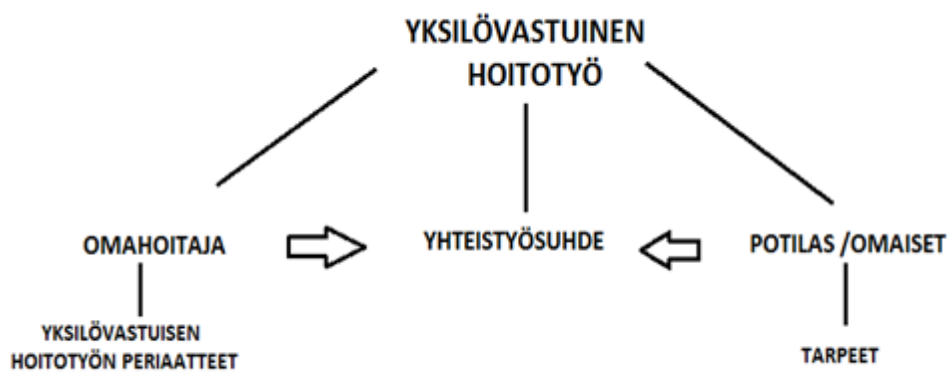 YKSILÖVASTUINEN
HOITOTYÖ
OMAHOITAJA
YHTEISTYÖSUHDE
POTILAS /OMAISET
YKSILÖVASTUISEN
HOITOTYÖN PERIAATTEET
TARPEET